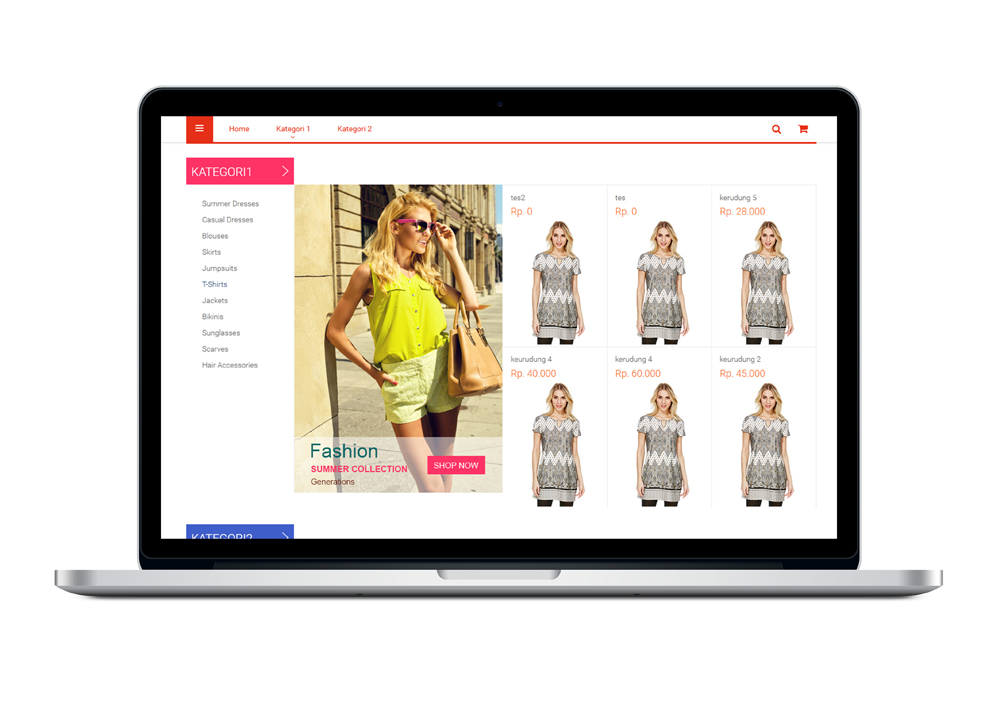 Home
Kategori 1
Kategori 2
KATEGORI1
Summer Dresses
Casual Dresses
Blouses
Skirts
Jumpsuits
T-Shirts
Jackets
Bikinis
Sunglasses
Scarves
Hair Accessories
Fashion
SUMMER COLLECTION
Generations
SHOP NOW
tes2
Rp. 0
tes
Rp. 0
kerudung 5
Rp. 28.000
keurudung 4
Rp. 40.000
kerudung 4
Rp. 60.000
kerudung 2
Rp. 45.000
KATEGORI2